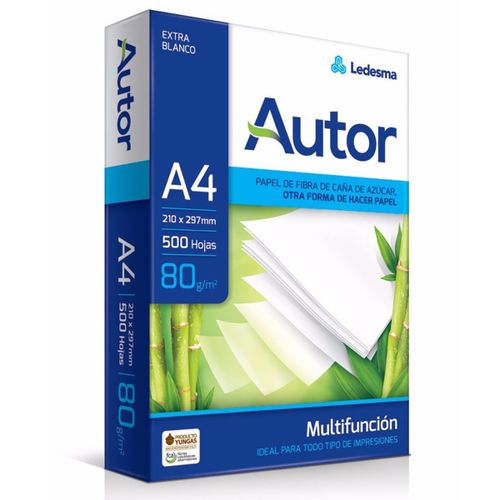 EXTRA
BLANCO
Ledesma
Autor
PAPEL DE FIBRA DE CAÑA DE AZÚCAR,
OTRA FORMA DE HACER PAPEL
A4
210 x 297mm
500 Hojas
80g/m²
PRODUCTO
YUNGAS
fca
Multifunción
IDEAL PARA TODO TIPO DE IMPRESIONES
Autor
A4
210 x 297mm
500 Hojas
80g/m²